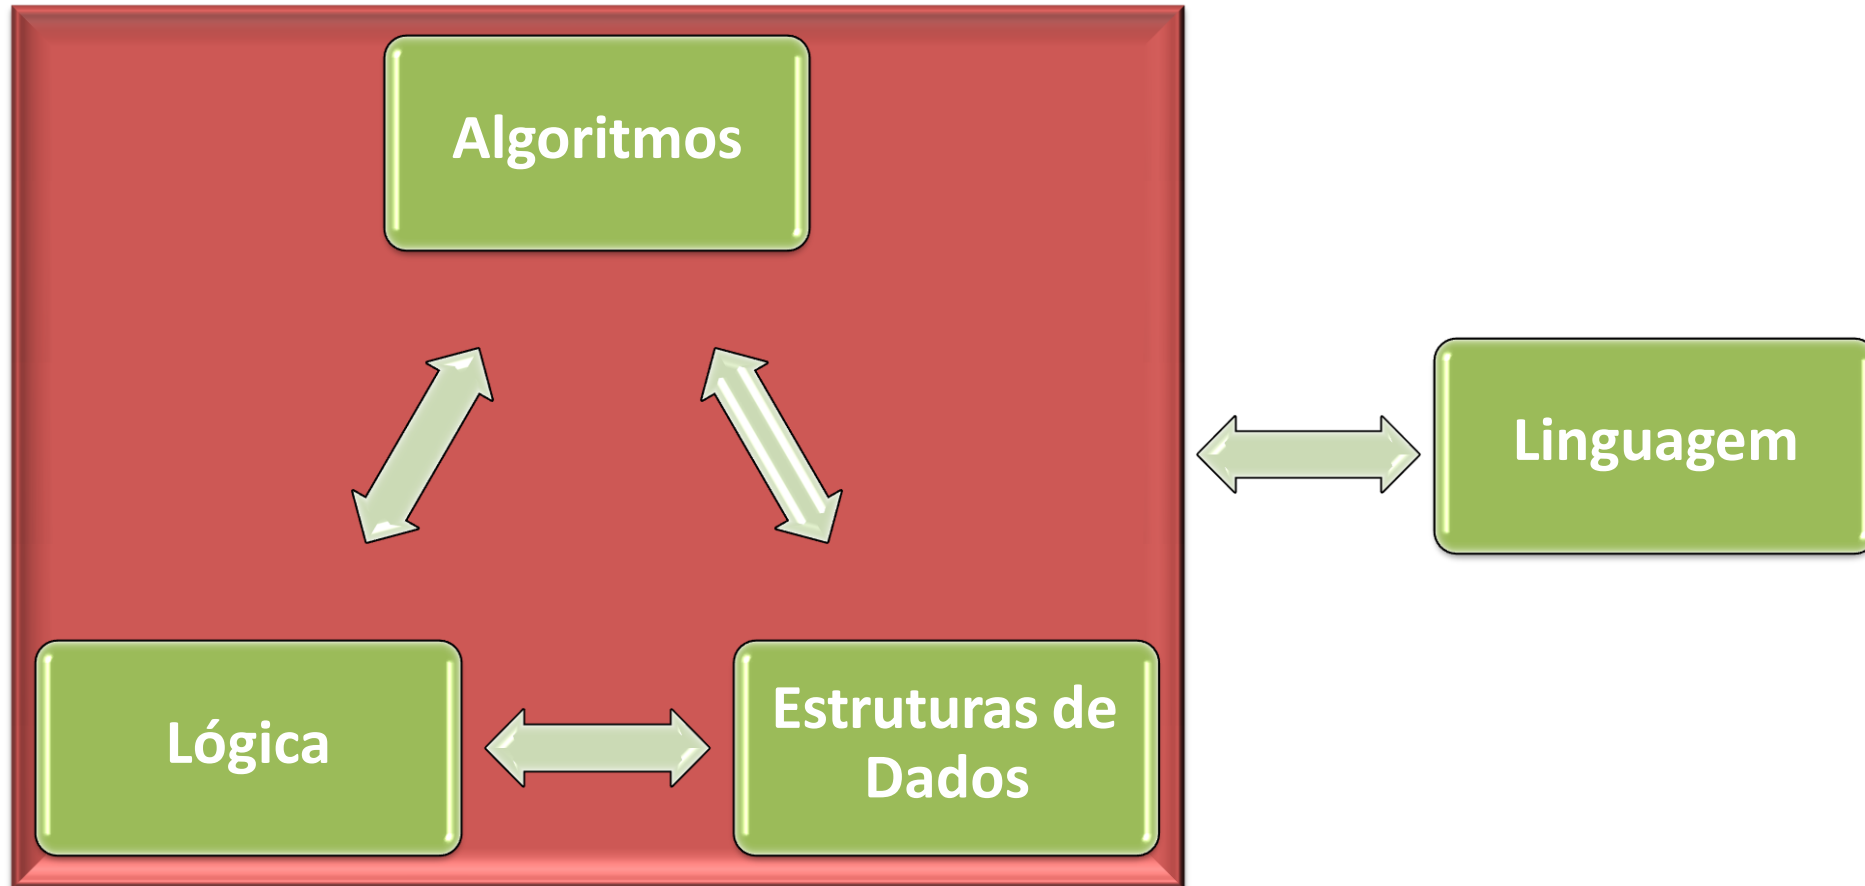 Algoritmos
Linguagem
Lógica
Estruturas de
Dados